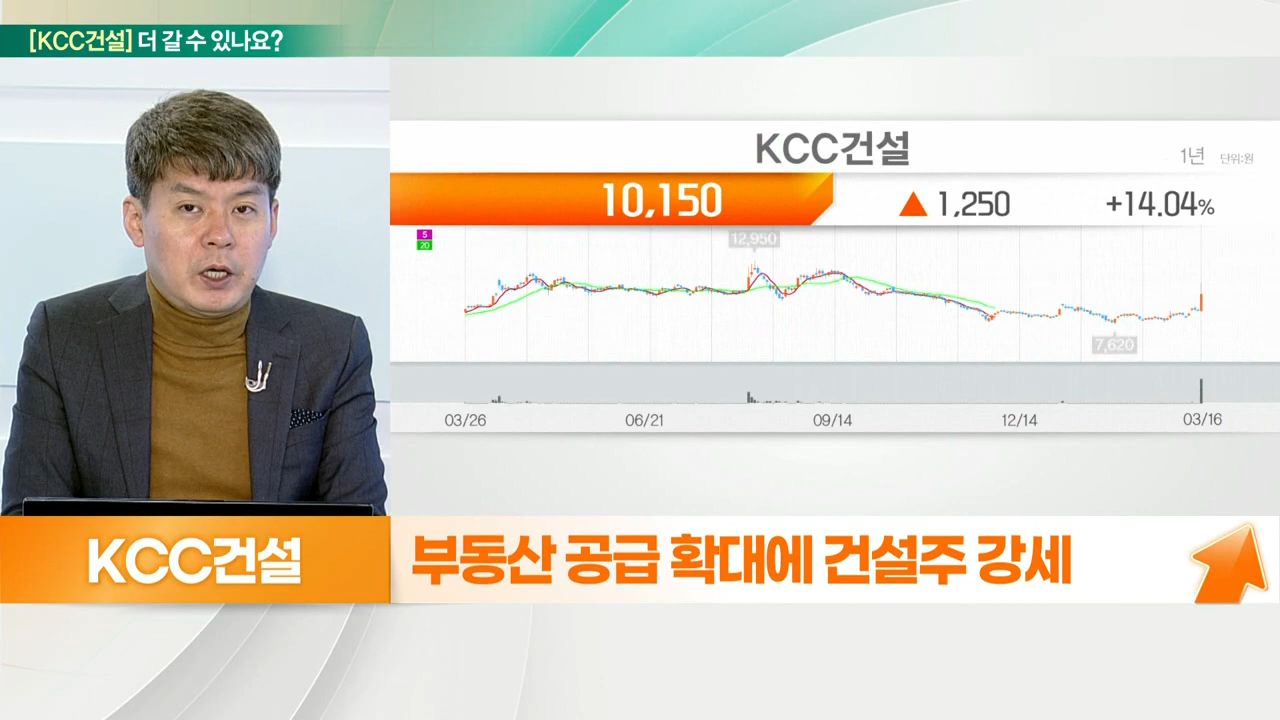 [KCC건설] 더 갈 수 있나요?
KCC건설
1년 단위:원
10,150 ▲ 1,250 +14.04%
5
20
12,950
7,620
03/26 06/21 09/14 12/14 03/16
KCC건설 부동산 공급 확대에 건설주 강세